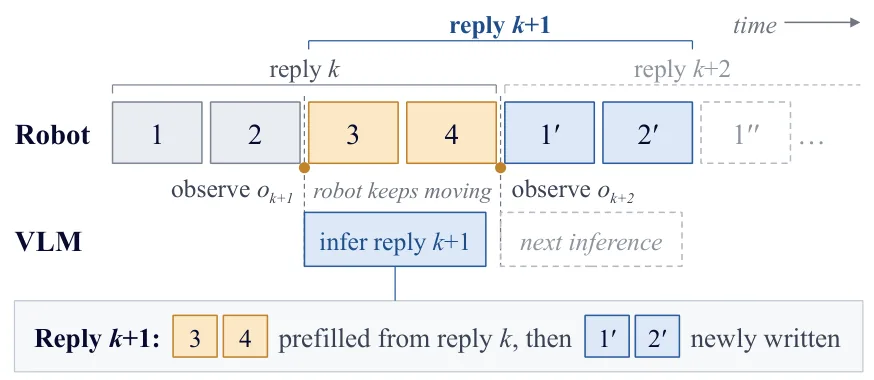 reply k+1
time
reply k
reply k+2
Robot 1 2 3 4 1′ 2′ 1″ …
observe oₖ₊₁ robot keeps moving observe oₖ₊₂
VLM infer reply k+1 next inference
Reply k+1: 3 4 prefilled from reply k, then 1′ 2′ newly written